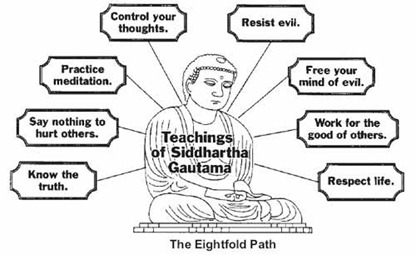 Control your
thoughts.
Resist evil.
Practice
meditation.
Free your
mind of evil.
Say nothing to
hurt others.
Teachings
of Siddhartha
Gautama
Work for the
good of others.
Know the
truth.
Respect life.
The Eightfold Path